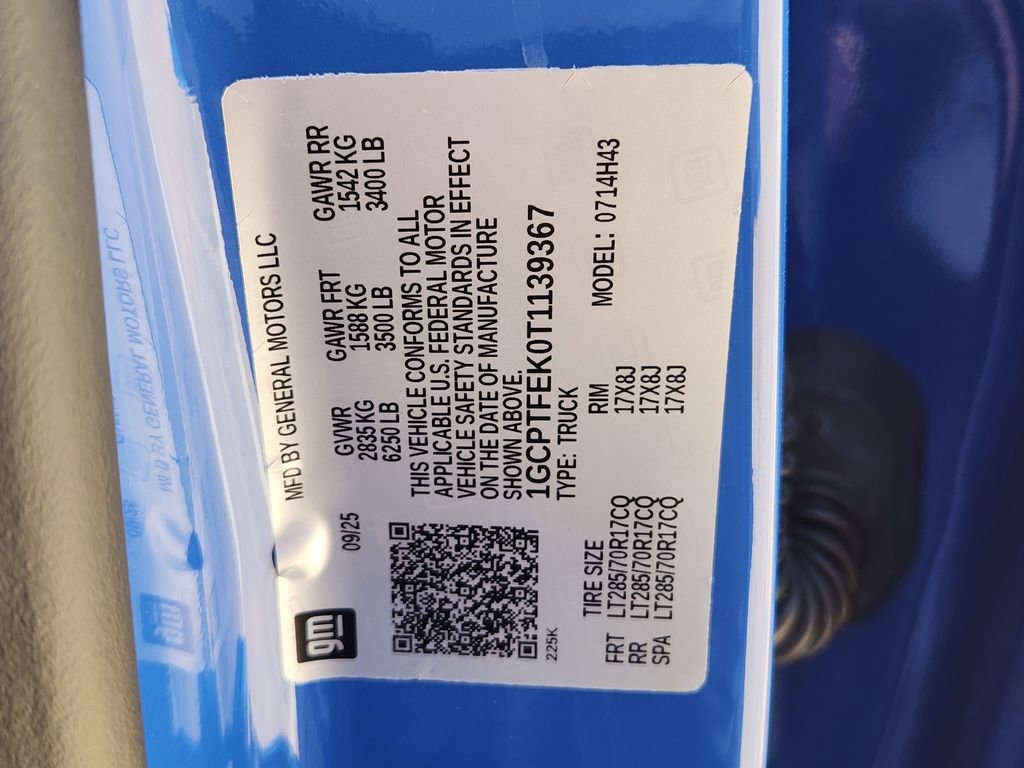 gm
09/25
MFD BY GENERAL MOTORS LLC
GVWR GAWR FRT GAWR RR
2835 KG 1588 KG 1542 KG
6250 LB 3500 LB 3400 LB
THIS VEHICLE CONFORMS TO ALL
APPLICABLE U.S. FEDERAL MOTOR
VEHICLE SAFETY STANDARDS IN EFFECT
ON THE DATE OF MANUFACTURE
SHOWN ABOVE.
1GCPTFEK0T1139367
TYPE: TRUCK
225K
MODEL: 0714H43
TIRE SIZE RIM
FRT LT285/70R17CQ 17X8J
RR LT285/70R17CQ 17X8J
SPA LT285/70R17CQ 17X8J